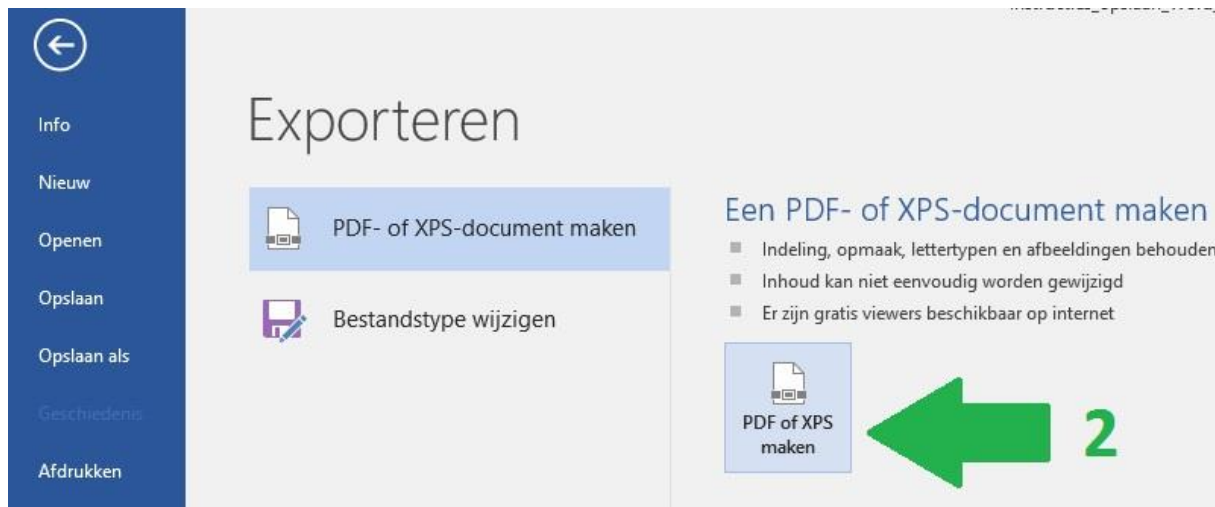 Info
Nieuw
Openen
Opslaan
Opslaan als
Geschiedenis
Afdrukken
Exporteren
PDF- of XPS-document maken
Bestandstype wijzigen
Een PDF- of XPS-document maken
Indeling, opmaak, lettertypen en afbeeldingen behouden
Inhoud kan niet eenvoudig worden gewijzigd
Er zijn gratis viewers beschikbaar op internet
PDF of XPS
maken
2